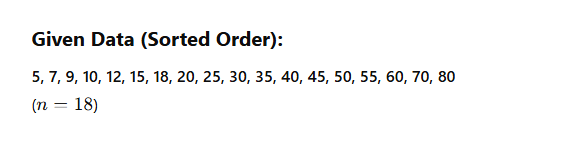 Given Data (Sorted Order):
5, 7, 9, 10, 12, 15, 18, 20, 25, 30, 35, 40, 45, 50, 55, 60, 70, 80
(n = 18)